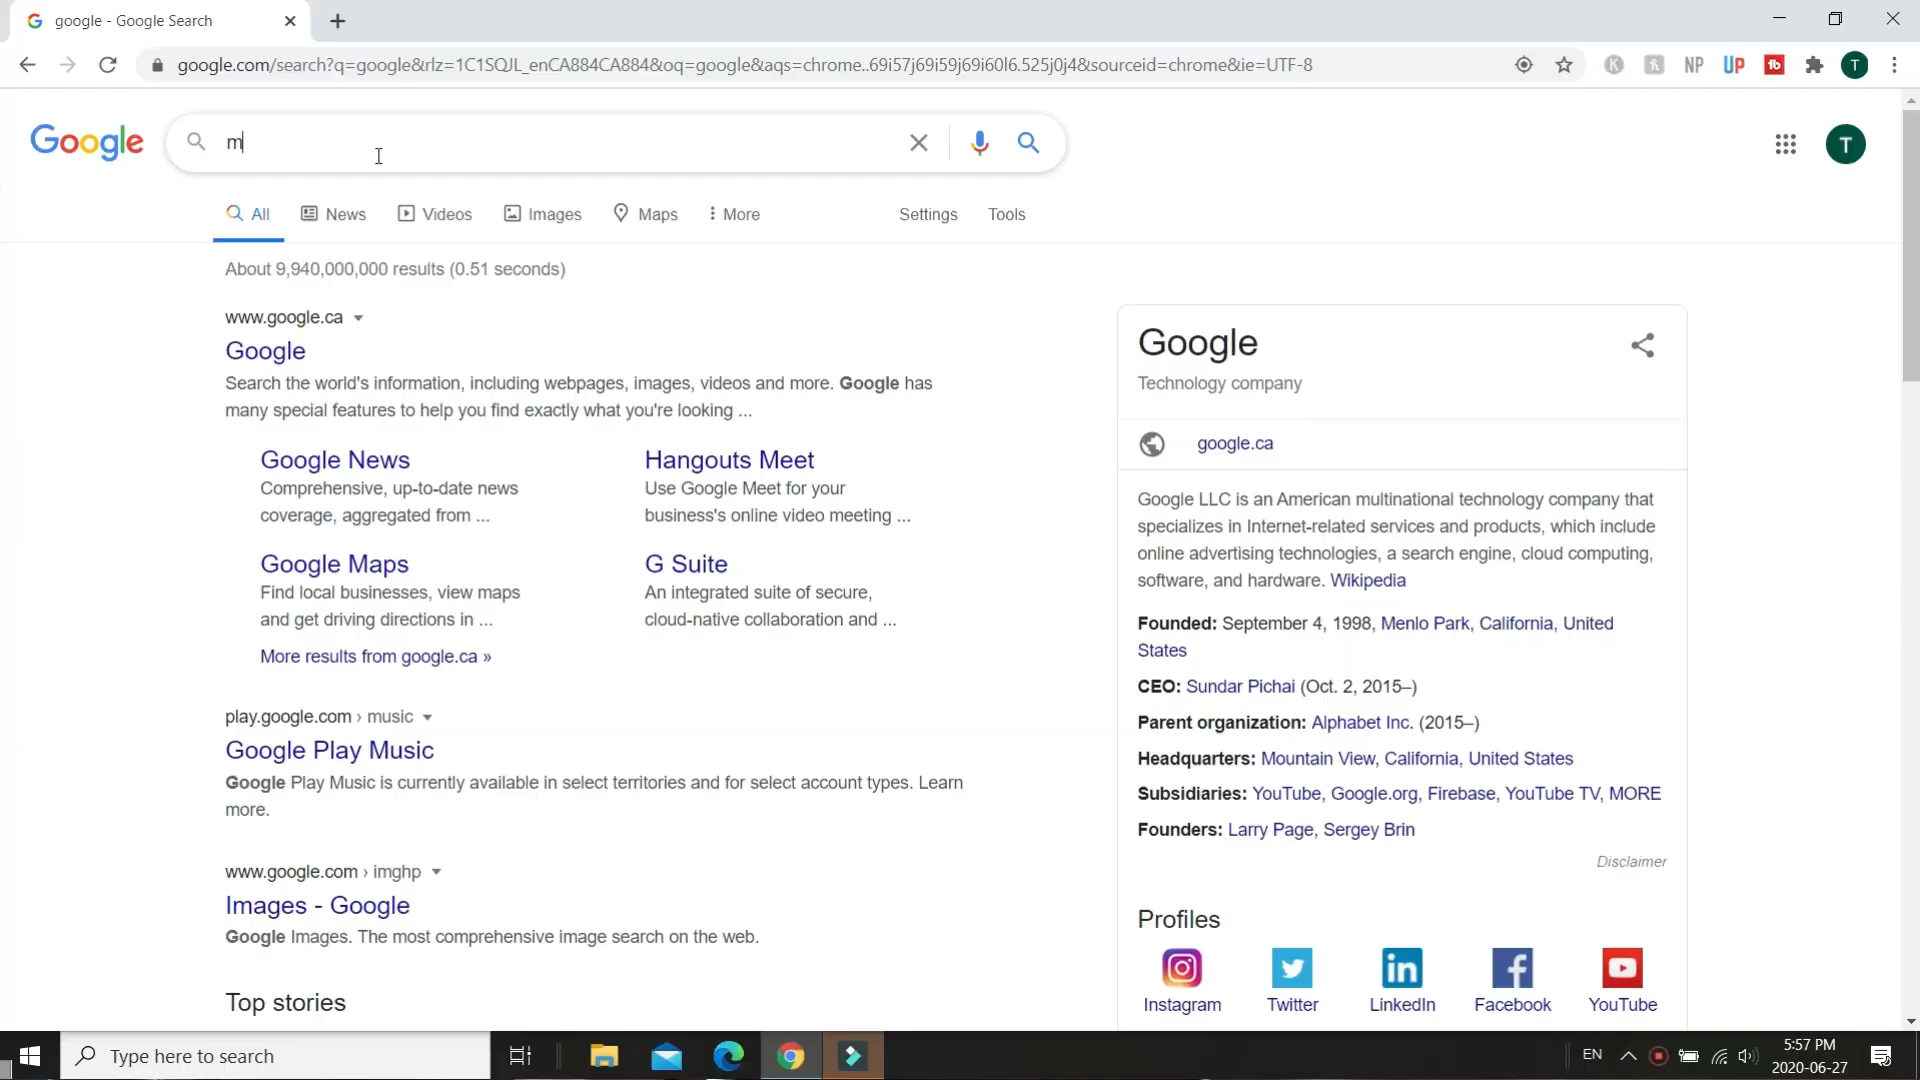 google - Google Search
google.com/search?q=google&rlz=1C1SQJL_enCA884CA884&oq=google&aqs=chrome..69i57j69i59j69i60l6.525j0j4&sourceid=chrome&ie=UTF-8
K
NP
UP
T
Google
m
T
All
News
Videos
Images
Maps
More
Settings
Tools
About 9,940,000,000 results (0.51 seconds)
www.google.ca
Google
Search the world's information, including webpages, images, videos and more. Google has
many special features to help you find exactly what you're looking ...
Google News
Comprehensive, up-to-date news
coverage, aggregated from ...
Hangouts Meet
Use Google Meet for your
business's online video meeting ...
Google Maps
Find local businesses, view maps
and get driving directions in ...
G Suite
An integrated suite of secure,
cloud-native collaboration and ...
More results from google.ca »
play.google.com › music
Google Play Music
Google Play Music is currently available in select territories and for select account types. Learn
more.
www.google.com › imghp
Images - Google
Google Images. The most comprehensive image search on the web.
Top stories
Google
Technology company
google.ca
Google LLC is an American multinational technology company that
specializes in Internet-related services and products, which include
online advertising technologies, a search engine, cloud computing,
software, and hardware. Wikipedia
Founded: September 4, 1998, Menlo Park, California, United
States
CEO: Sundar Pichai (Oct. 2, 2015–)
Parent organization: Alphabet Inc. (2015–)
Headquarters: Mountain View, California, United States
Subsidiaries: YouTube, Google.org, Firebase, YouTube TV, MORE
Founders: Larry Page, Sergey Brin
Disclaimer
Profiles
Instagram
Twitter
LinkedIn
Facebook
YouTube
Type here to search
EN
5:57 PM
2020-06-27